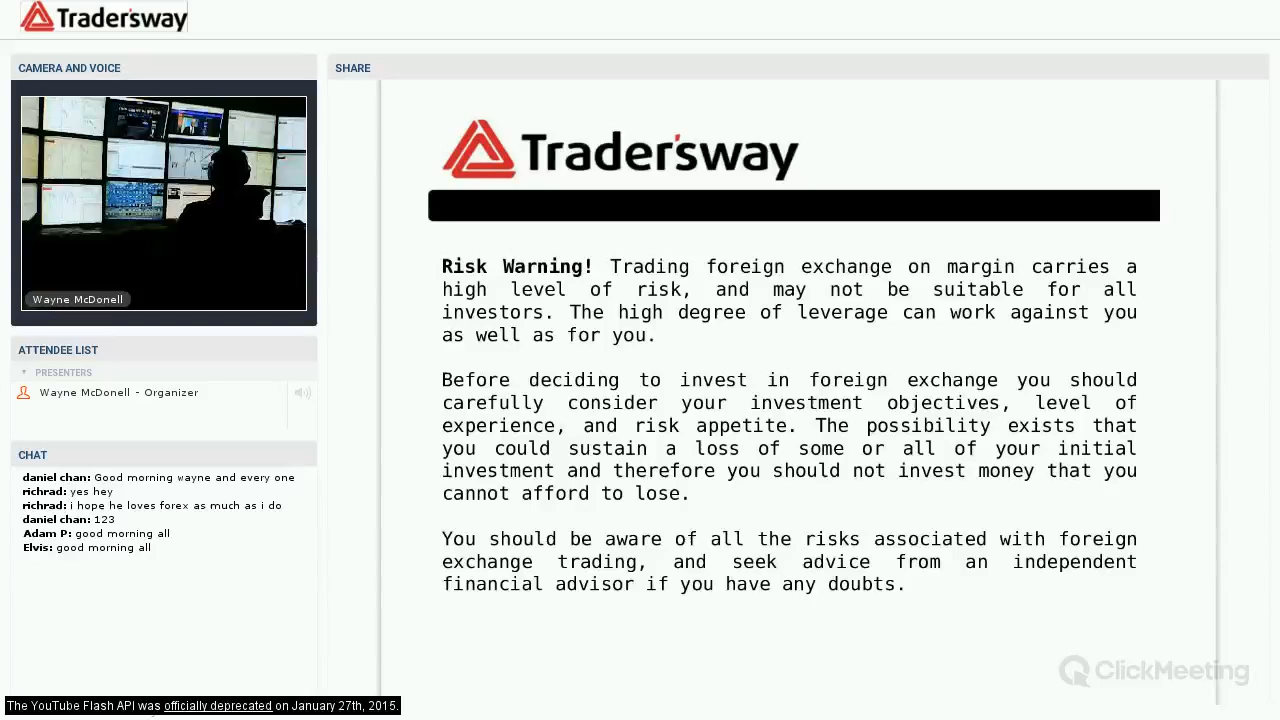 Trader'sway
CAMERA AND VOICE
Wayne McDonell
ATTENDEE LIST
PRESENTERS
Wayne McDonell - Organizer
CHAT
daniel chan: Good morning wayne and every one
richrad: yes hey
richrad: i hope he loves forex as much as i do
daniel chan: 123
Adam P: good morning all
Elvis: good morning all
SHARE
Trader'sway
Risk Warning! Trading foreign exchange on margin carries a
high level of risk, and may not be suitable for all
investors. The high degree of leverage can work against you
as well as for you.
Before deciding to invest in foreign exchange you should
carefully consider your investment objectives, level of
experience, and risk appetite. The possibility exists that
you could sustain a loss of some or all of your initial
investment and therefore you should not invest money that you
cannot afford to lose.
You should be aware of all the risks associated with foreign
exchange trading, and seek advice from an independent
financial advisor if you have any doubts.
ClickMeeting
The YouTube Flash API was officially deprecated on January 27th, 2015.